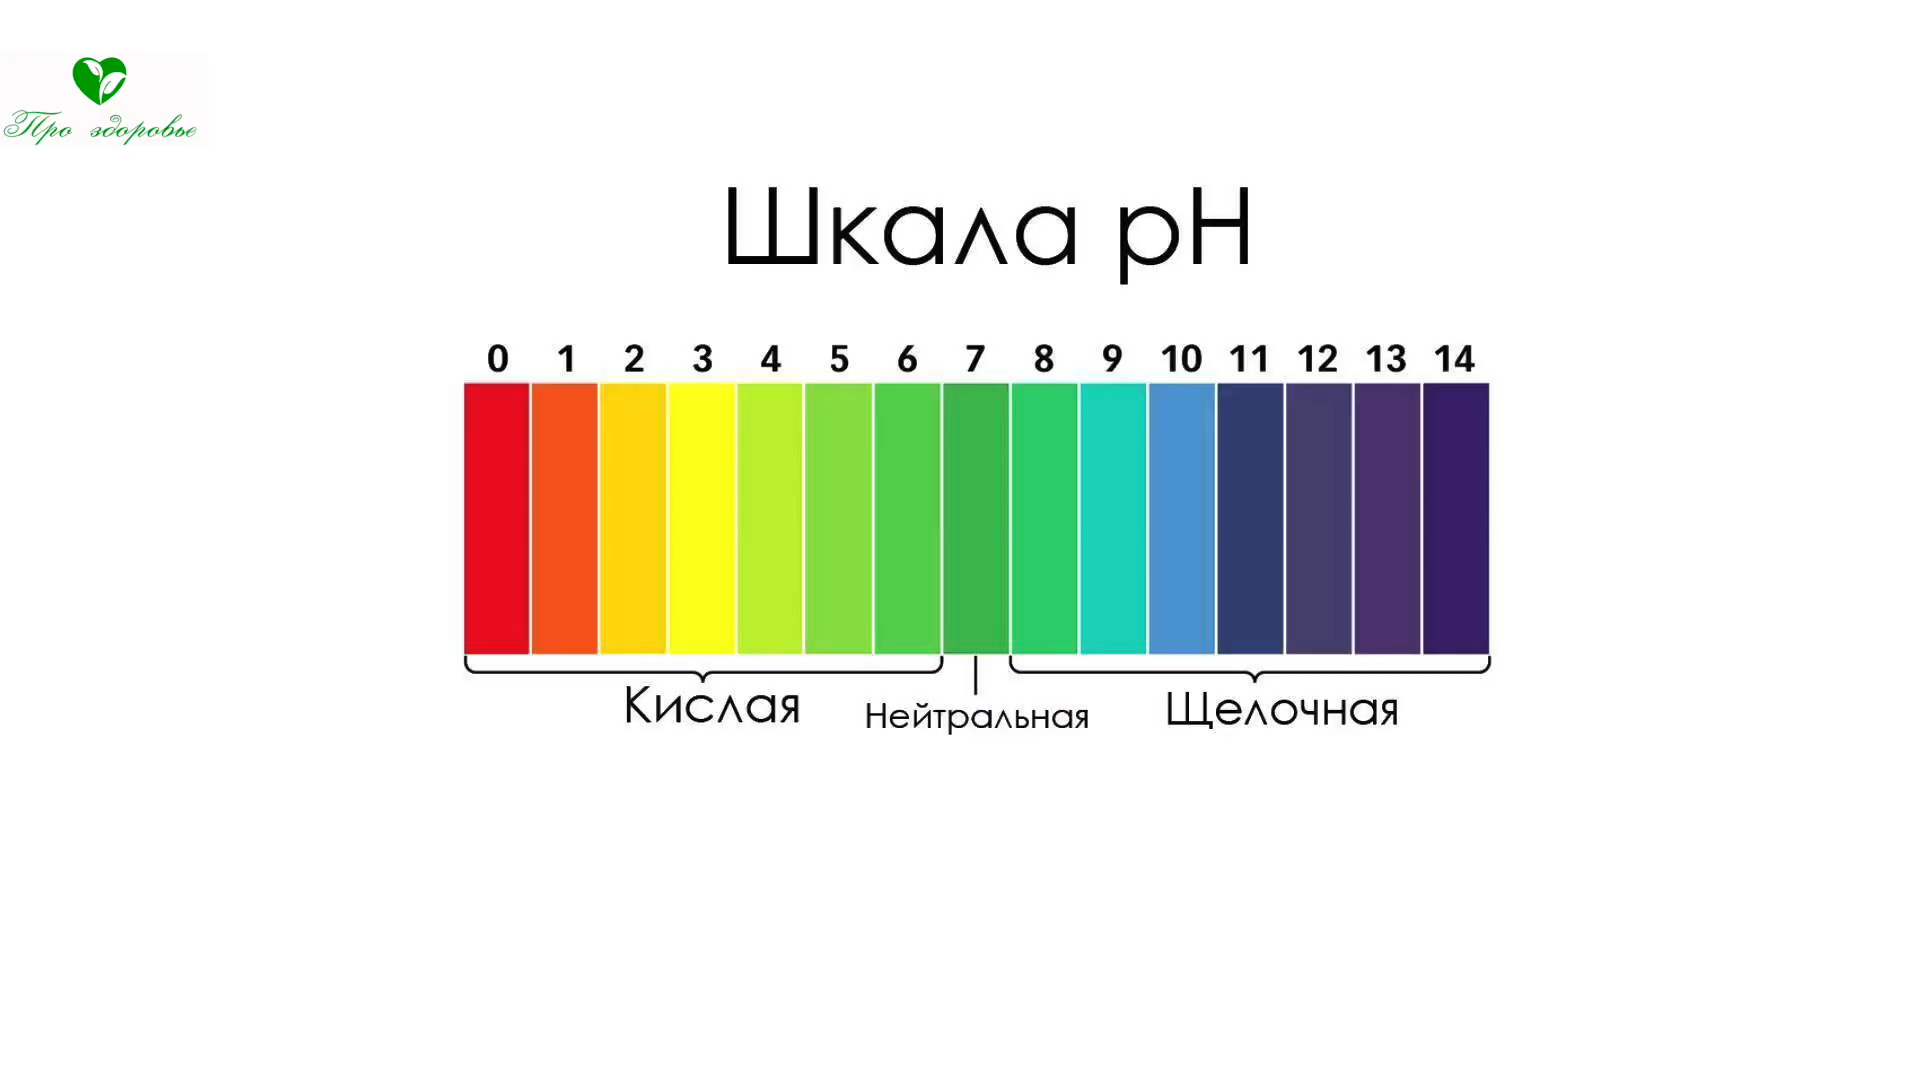 Про здоровье
Шкала pH
0 1 2 3 4 5 6 7 8 9 10 11 12 13 14
Кислая Нейтральная Щелочная